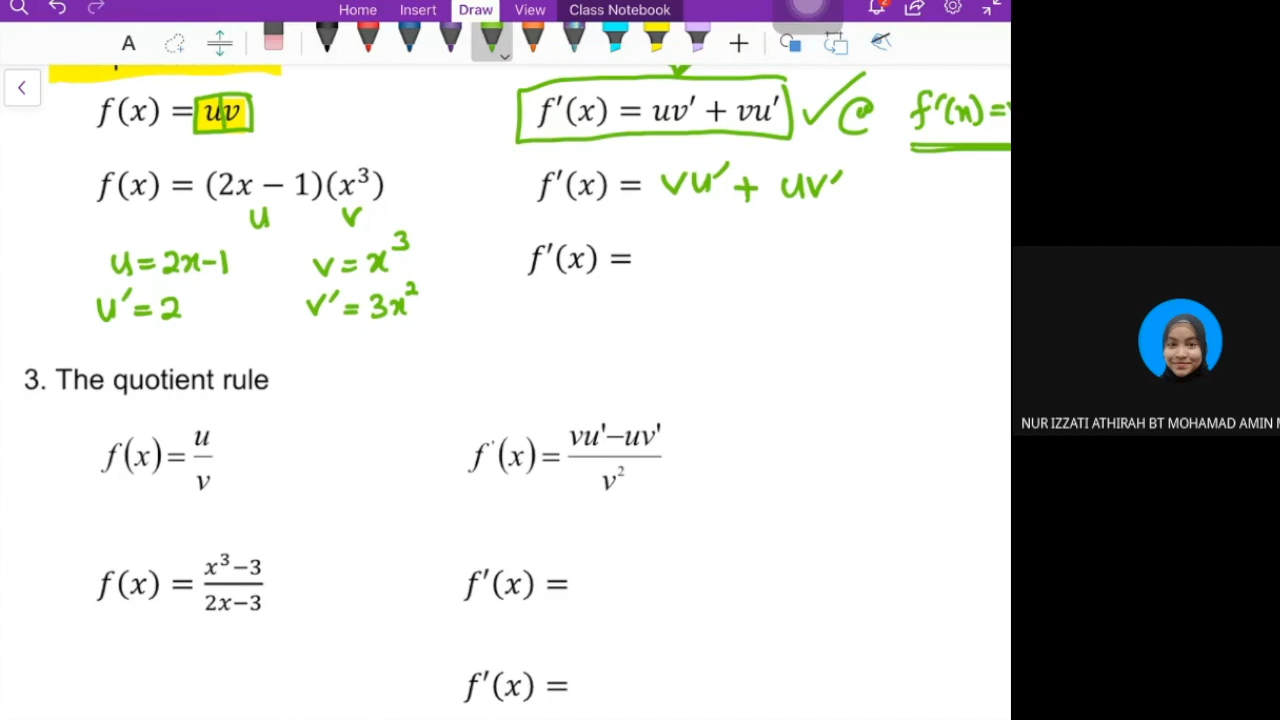 Home Insert Draw View Class Notebook
2
A
f(x) = uv f′(x) = uv′ + vu′ ✓@ f′(x)=
f(x) = (2x − 1)(x³) f′(x) = vu′ + uv′
u v
u = 2x-1 v = x³ f′(x) =
u′ = 2 v′ = 3x²
3. The quotient rule
f(x) = u/v f'(x) = vu'–uv'/v²
f(x) = x³−3/2x−3 f′(x) =
f′(x) =
NUR IZZATI ATHIRAH BT MOHAMAD AMIN